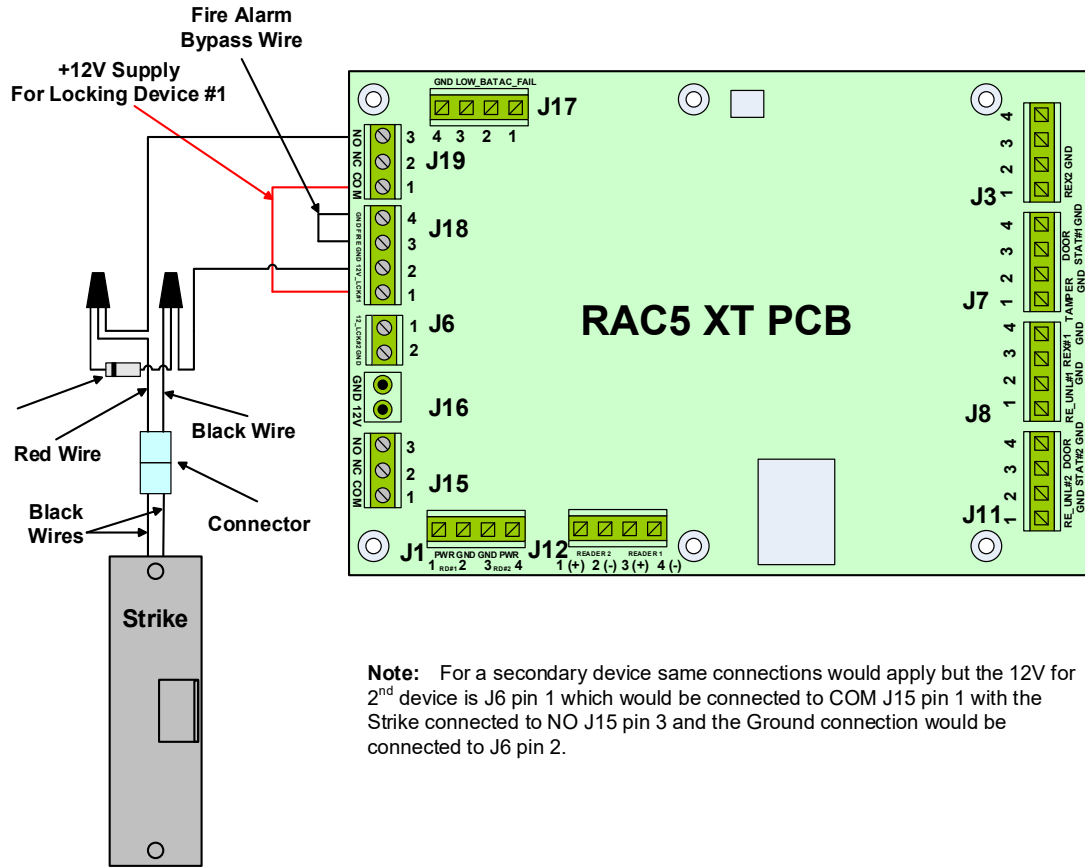 Fire Alarm
Bypass Wire
+12V Supply
For Locking Device #1
GND LOW_BATAC_FAIL
J17
4 3 2 1
NO NC COM
3
2
1
J19
GND FIRE GND 12V_LCK#1
4
3
2
1
J18
12_LCK#2 GND
1
2
J6
GND 12V
J16
NO NC COM
3
2
1
J15
RAC5 XT PCB
4
3
2
1
J3
REX2 GND
4
3
2
1
J7
TAMPER DOOR
GND STAT#1 GND
4
3
2
1
J8
RE_UNL#1 REX#1
GND GND
4
3
2
1
J11
RE_UNL#2 DOOR
GND STAT#2 GND
J1
PWR GND GND PWR
1 RD#1 2 3 RD#2 4
J12
READER 2 READER 1
1 (+) 2 (-) 3 (+) 4 (-)
Red Wire
Black Wire
Black
Wires
Connector
Strike
Note: For a secondary device same connections would apply but the 12V for
2nd device is J6 pin 1 which would be connected to COM J15 pin 1 with the
Strike connected to NO J15 pin 3 and the Ground connection would be
connected to J6 pin 2.